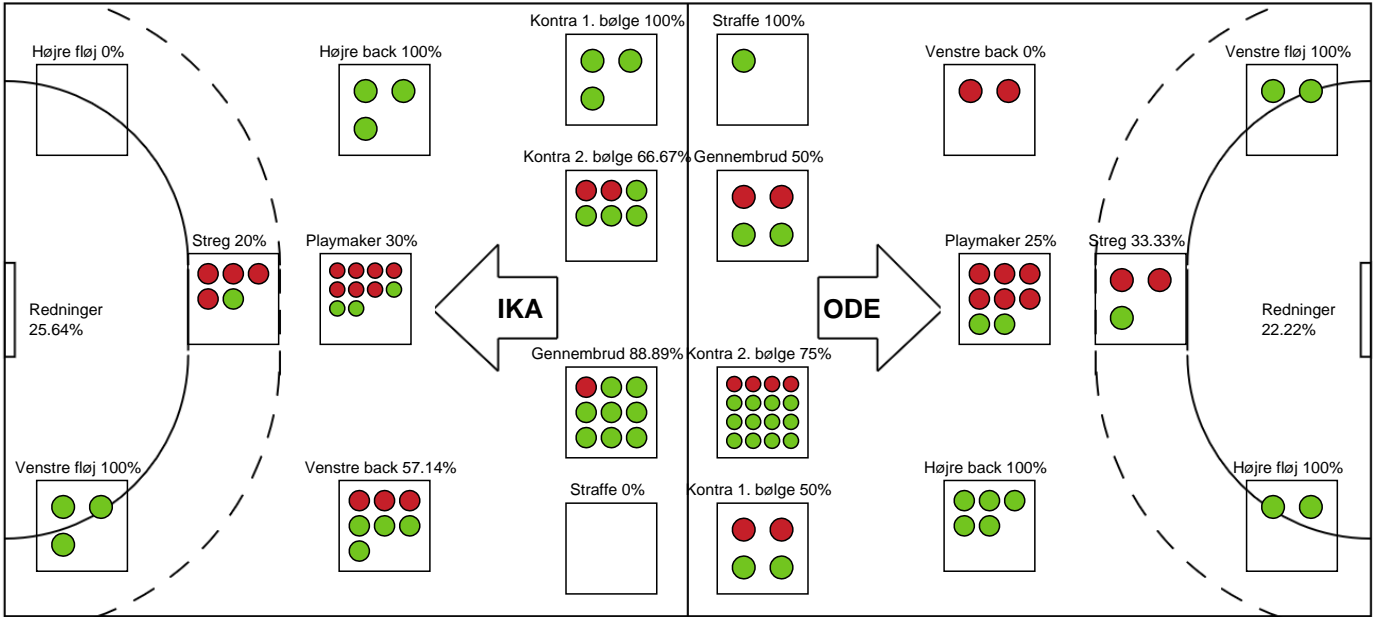 Kontra 1. bølge 100%
Straffe 100%
Højre fløj 0%
Højre back 100%
Venstre back 0%
Venstre fløj 100%
Kontra 2. bølge 66.67%
Gennembrud 50%
Streg 20%
Playmaker 30%
Playmaker 25%
Streg 33.33%
Redninger
25.64%
IKA
ODE
Redninger
22.22%
Gennembrud 88.89%
Kontra 2. bølge 75%
Venstre fløj 100%
Venstre back 57.14%
Straffe 0%
Kontra 1. bølge 50%
Højre back 100%
Højre fløj 100%